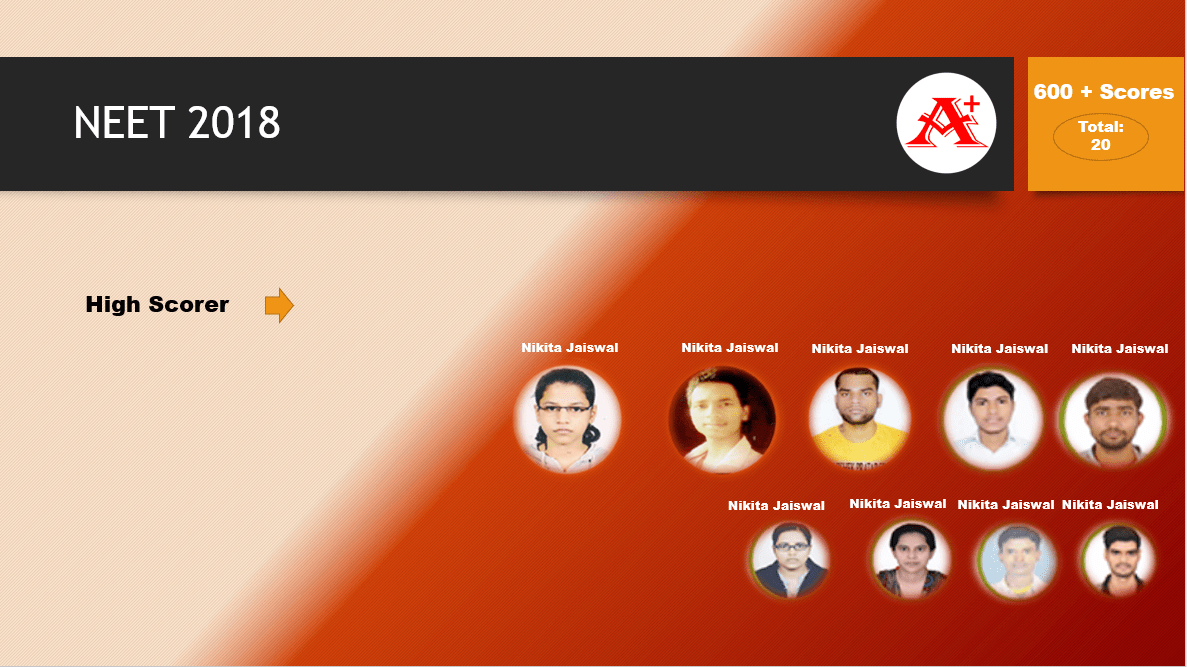 NEET 2018
A+
600 + Scores
Total:
20
High Scorer
Nikita Jaiswal Nikita Jaiswal Nikita Jaiswal Nikita Jaiswal Nikita Jaiswal
Nikita Jaiswal Nikita Jaiswal Nikita Jaiswal Nikita Jaiswal